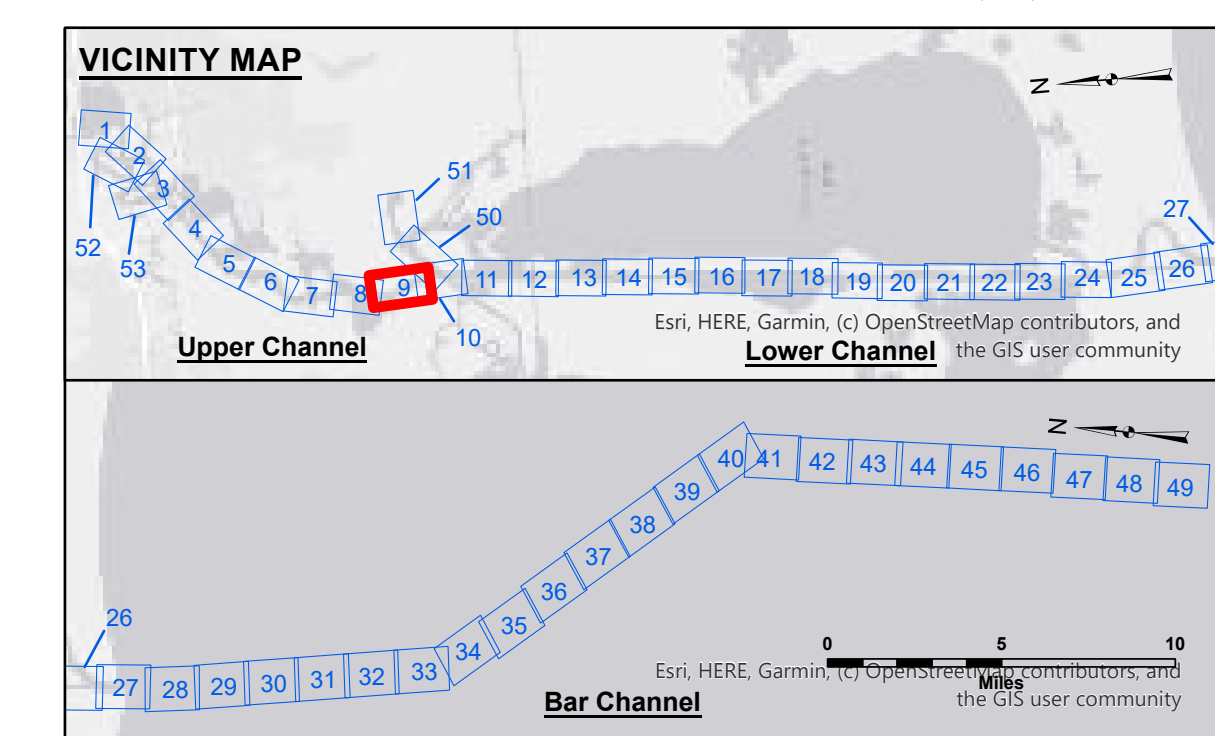 VICINITY MAP
N
1
2
3
52
53
4
5
6
7
8
9
10
51
50
11 12 13 14 15 16 17 18 19 20 21 22 23 24 25 26
27
Upper Channel
Lower Channel
Esri, HERE, Garmin, (c) OpenStreetMap contributors, and
the GIS user community
N
40 41 42 43 44 45 46 47 48 49
39
38
37
36
35
34
26
27 28 29 30 31 32 33
Bar Channel
0 5 10
Miles
Esri, HERE, Garmin, (c) OpenStreetMap contributors, and
the GIS user community